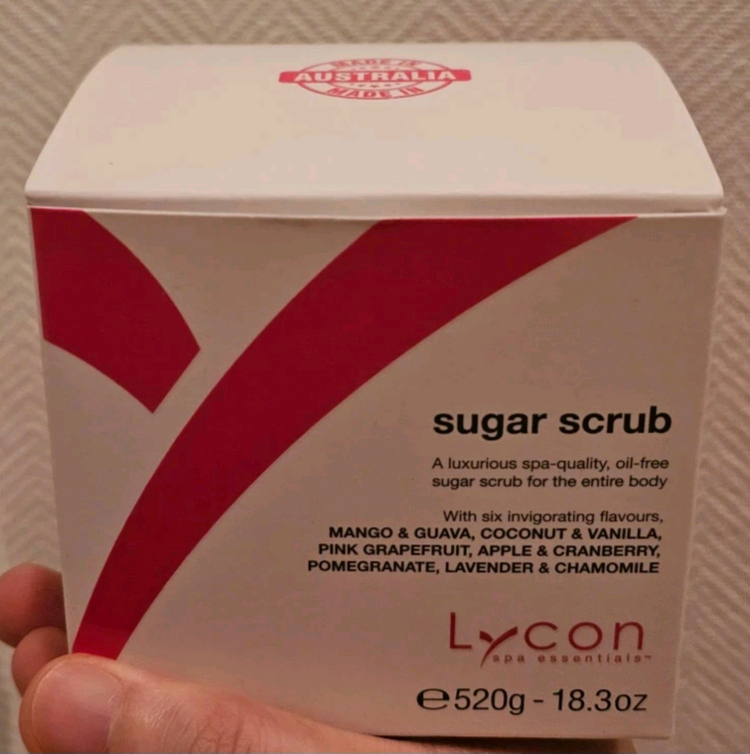 MADE IN
AUSTRALIA
MADE IN
sugar scrub
A luxurious spa-quality, oil-free
sugar scrub for the entire body
With six invigorating flavours,
MANGO & GUAVA, COCONUT & VANILLA,
PINK GRAPEFRUIT, APPLE & CRANBERRY,
POMEGRANATE, LAVENDER & CHAMOMILE
Lycon
spa essentials™
℮520g - 18.3oz